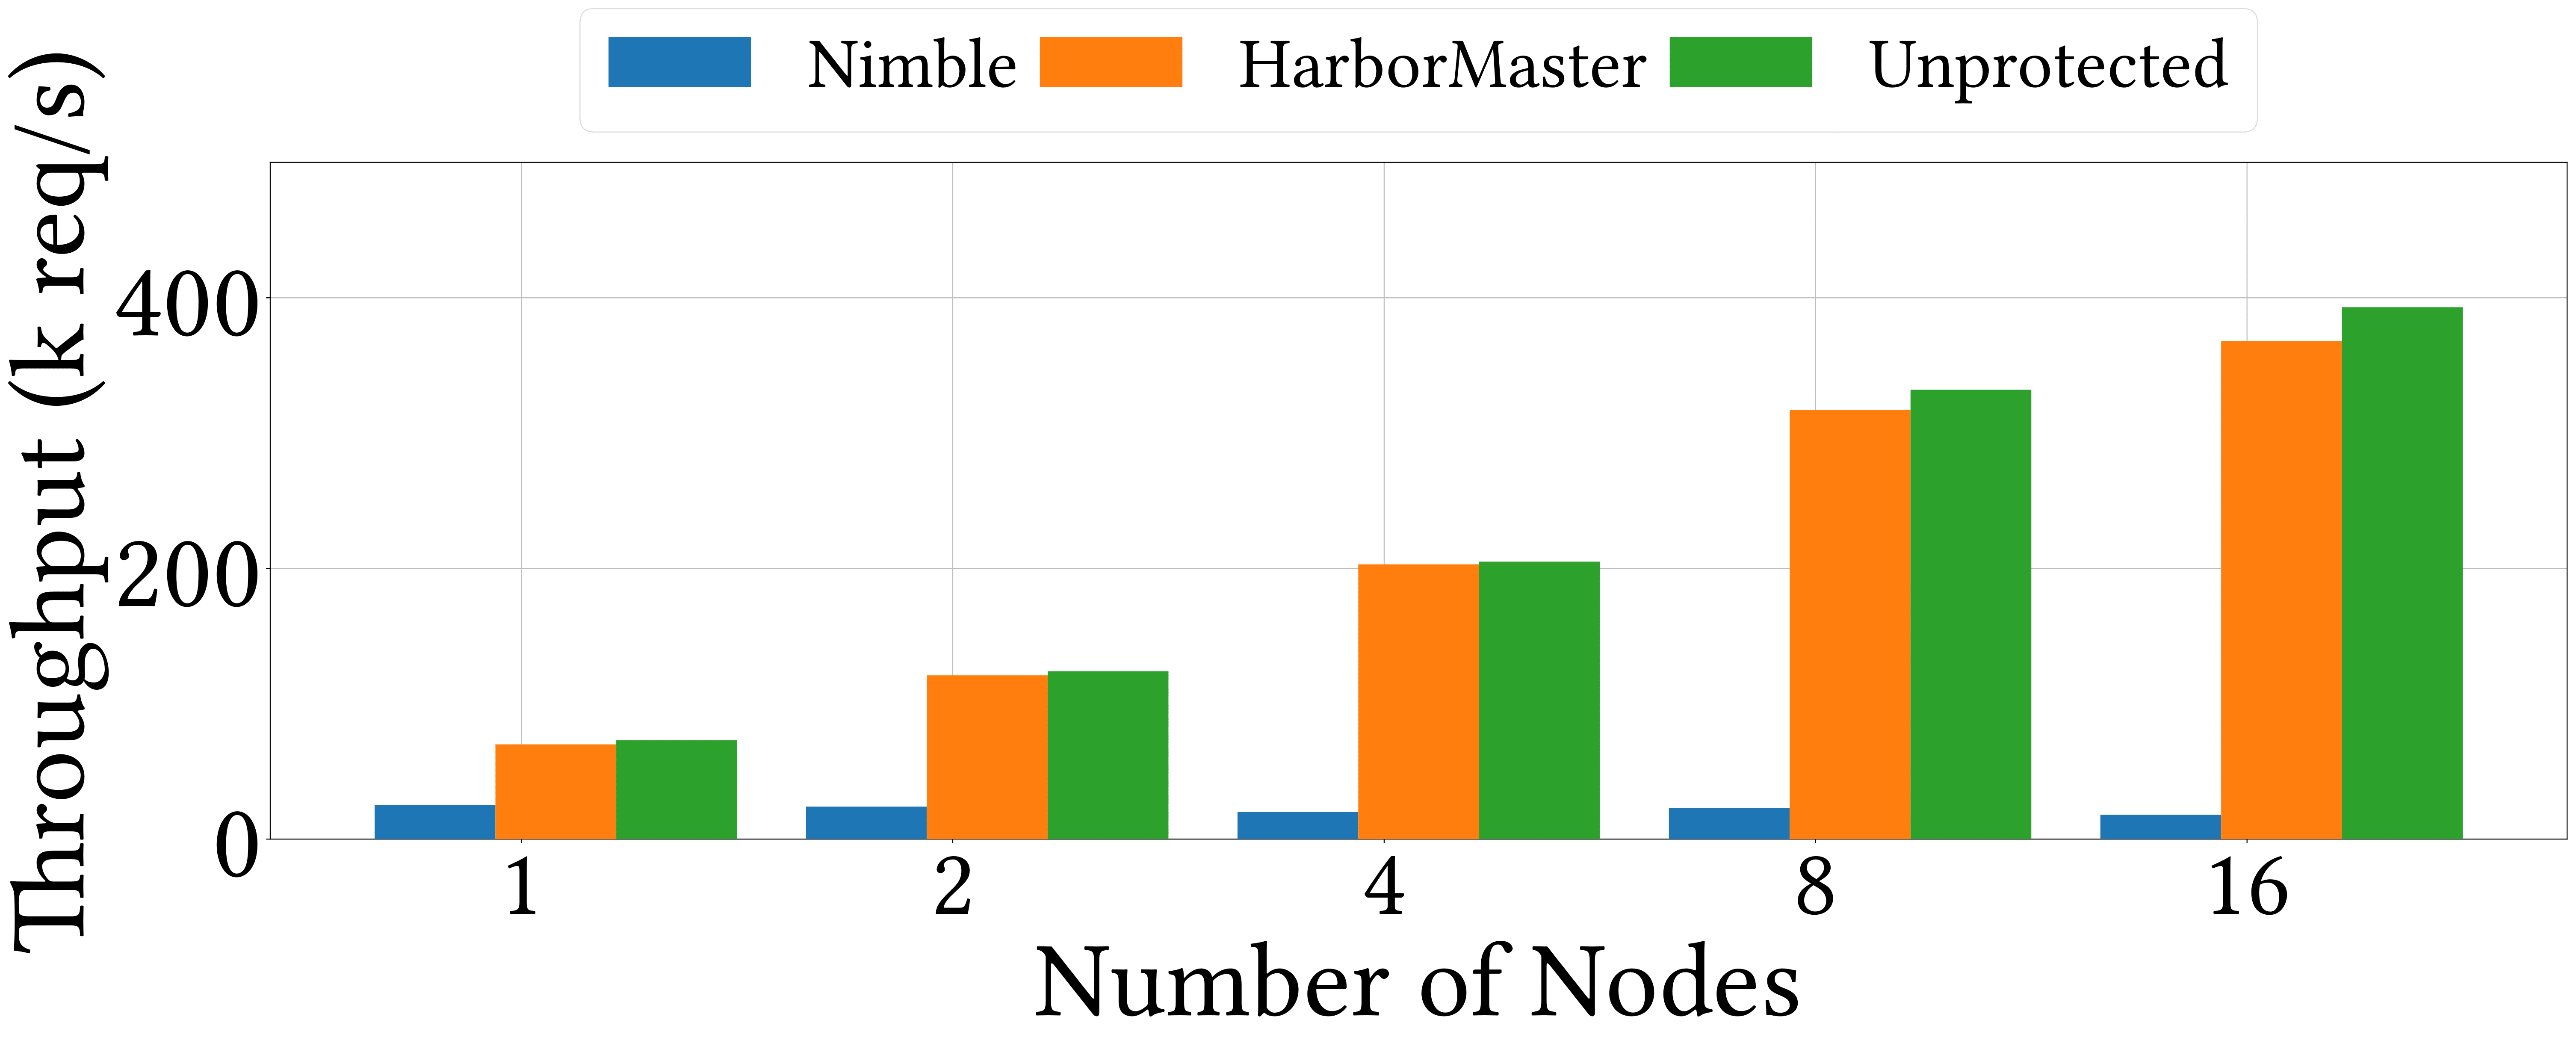 Nimble HarborMaster Unprotected
Throughput (k req/s)
400
200
0
1 2 4 8 16
Number of Nodes